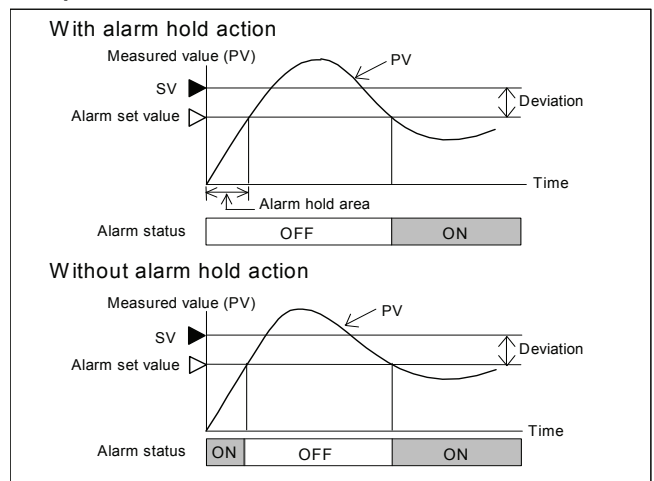 With alarm hold action
Measured value (PV)
PV
SV
Deviation
Alarm set value
Time
Alarm hold area
Alarm status
OFF
ON
Without alarm hold action
Measured value (PV)
PV
SV
Deviation
Alarm set value
Time
Alarm status
ON
OFF
ON